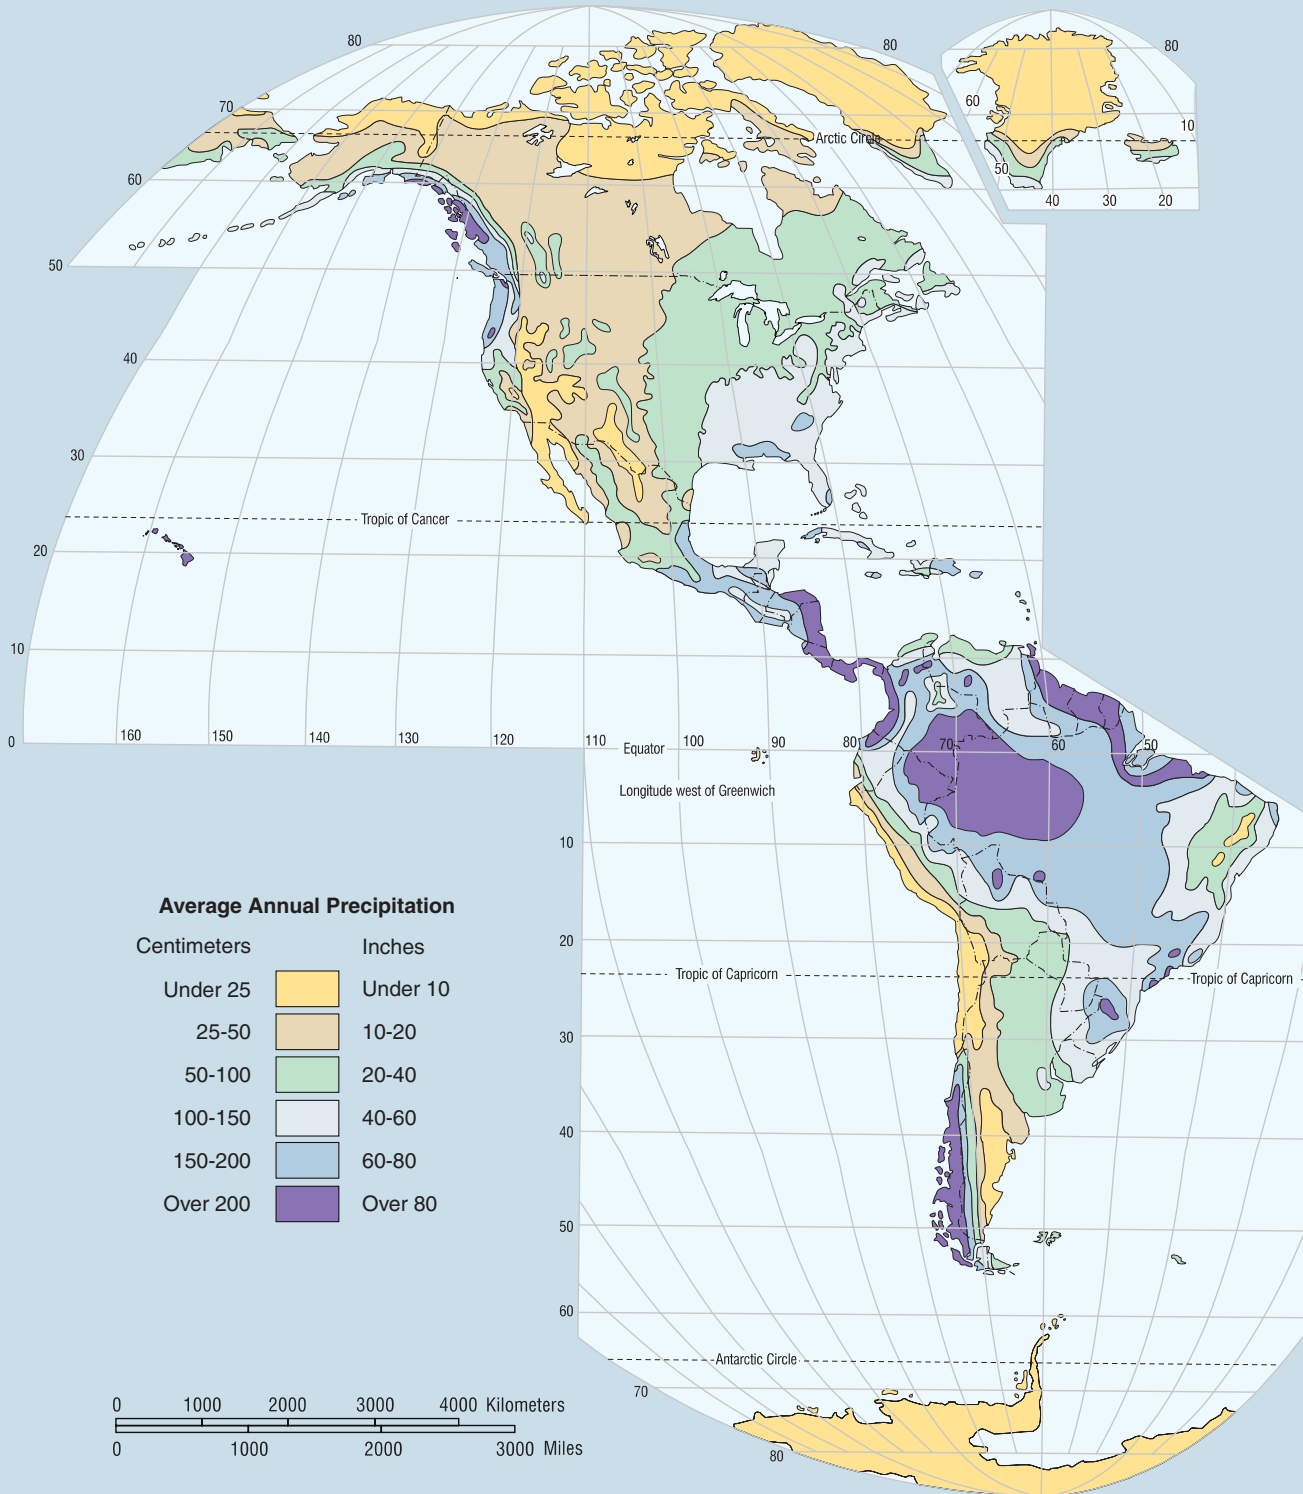 80
80
80
70
60
10
Arctic Circle
60
50
40
30
20
50
40
30
Tropic of Cancer
20
10
0
160
150
140
130
120
110
Equator
100
90
80
70
60
50
Longitude west of Greenwich
10
Average Annual Precipitation
Centimeters
Inches
Under 25
Under 10
25-50
10-20
50-100
20-40
100-150
40-60
150-200
60-80
Over 200
Over 80
20
Tropic of Capricorn
Tropic of Capricorn
30
40
50
60
Antarctic Circle
70
80
0 1000 2000 3000 4000 Kilometers
0 1000 2000 3000 Miles